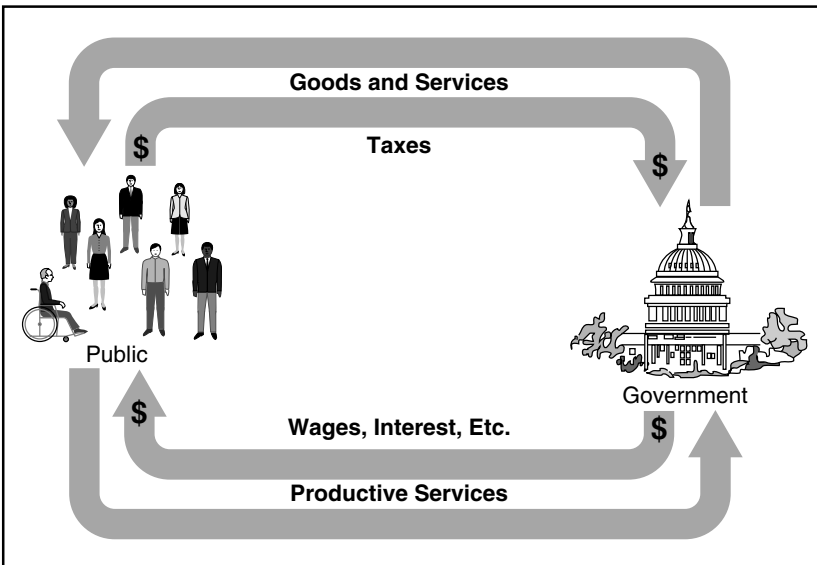 Goods and Services
Taxes
$
$
Public
Government
$
Wages, Interest, Etc.
$
Productive Services